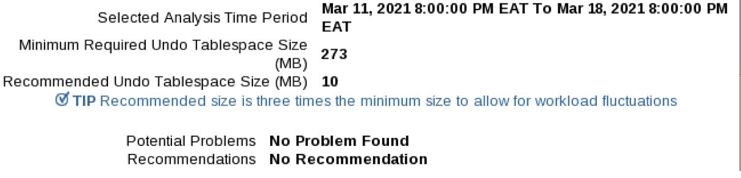 Selected Analysis Time Period Mar 11, 2021 8:00:00 PM EAT To Mar 18, 2021 8:00:00 PM EAT
Minimum Required Undo Tablespace Size (MB) 273
Recommended Undo Tablespace Size (MB) 10
TIP Recommended size is three times the minimum size to allow for workload fluctuations
Potential Problems No Problem Found
Recommendations No Recommendation